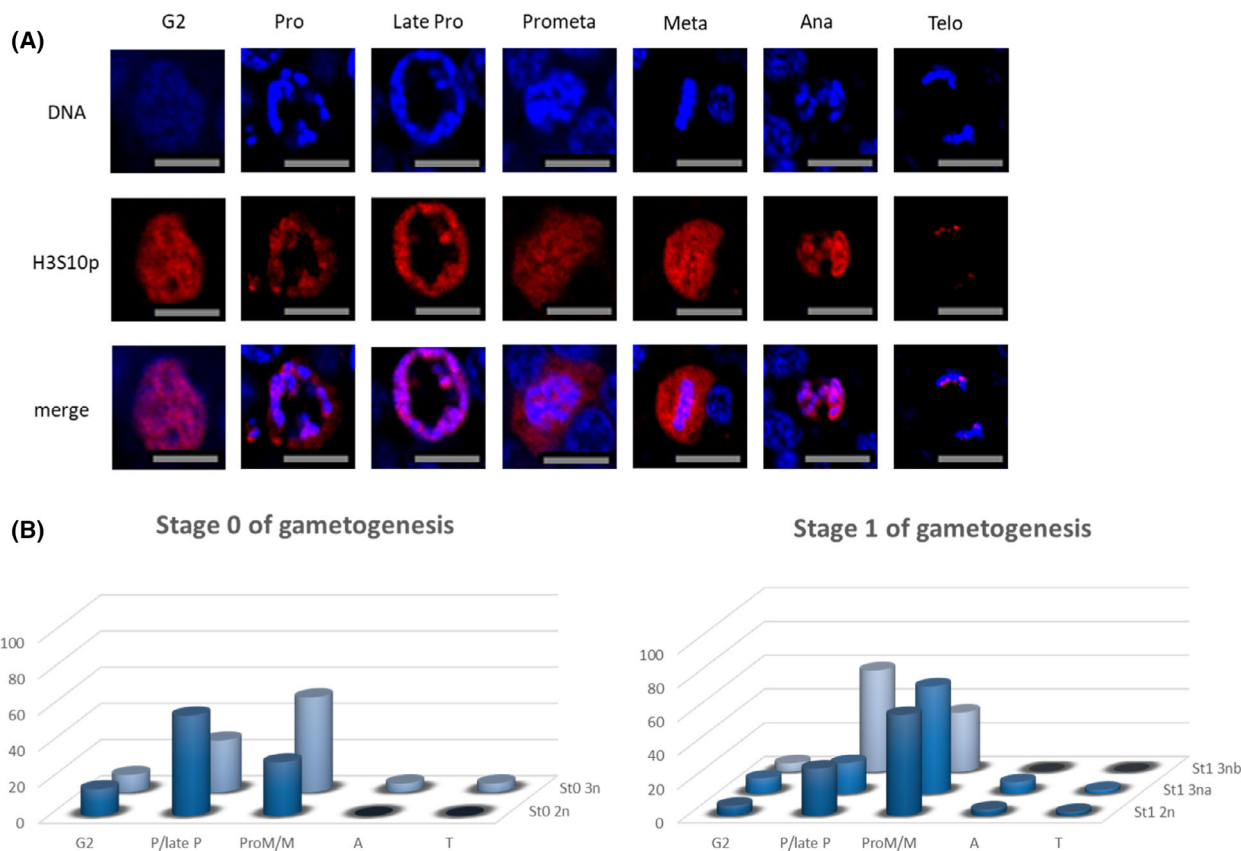 (A)
G2 Pro Late Pro Prometa Meta Ana Telo
DNA
H3S10p
merge
(B)
Stage 0 of gametogenesis
100
80
60
40
20
0
G2 P/late P ProM/M A T
St0 3n
St0 2n
Stage 1 of gametogenesis
100
80
60
40
20
0
G2 P/late P ProM/M A T
St1 3nb
St1 3na
St1 2n